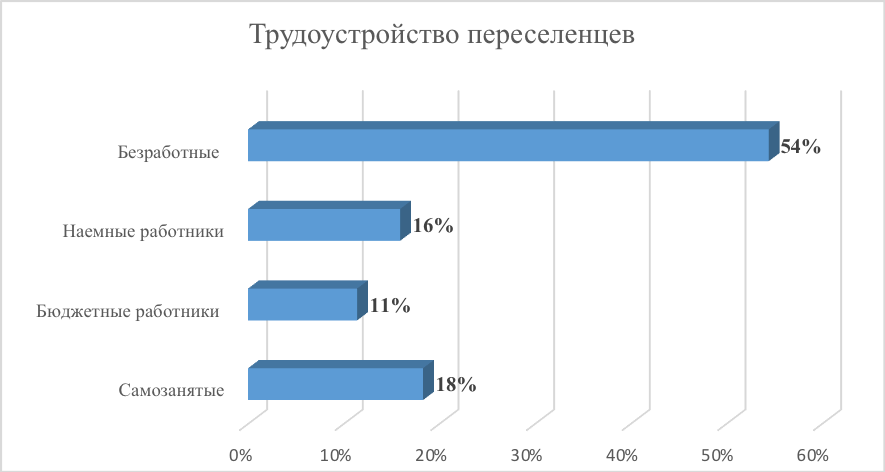 Трудоустройство переселенцев
Безработные 54%
Наемные работники 16%
Бюджетные работники 11%
Самозанятые 18%
0% 10% 20% 30% 40% 50% 60%